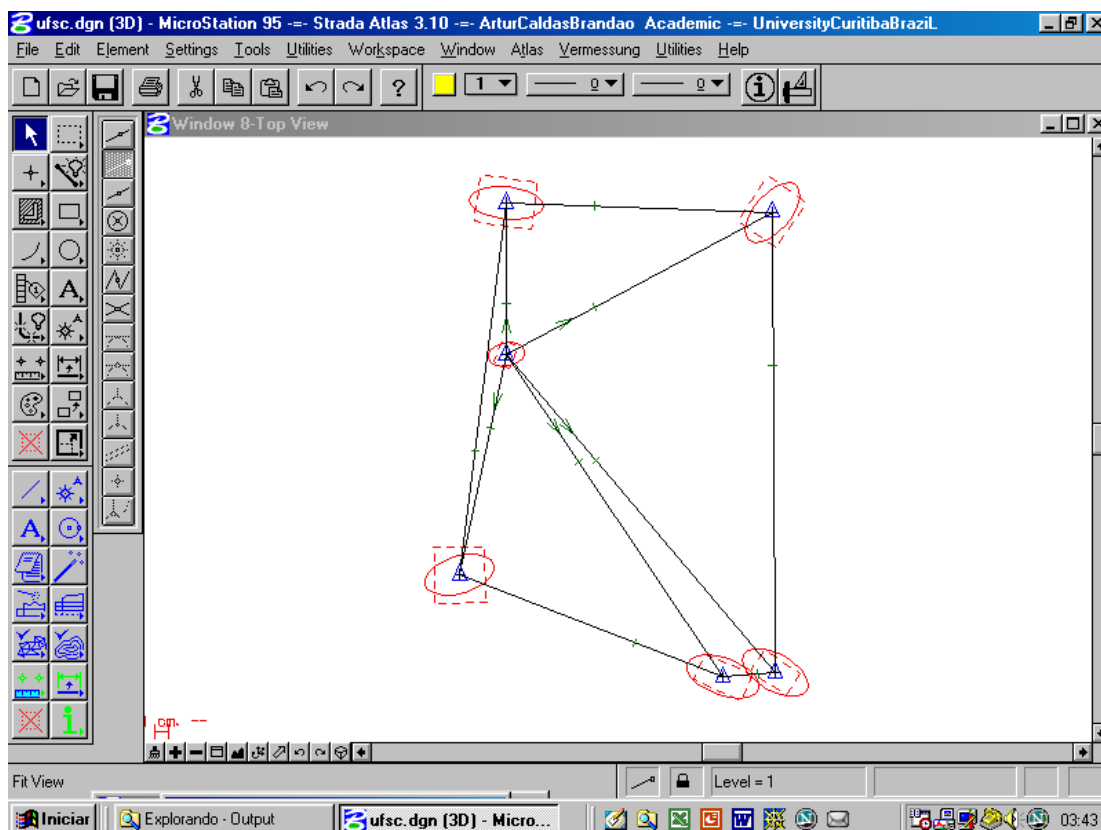 ufsc.dgn (3D) - MicroStation 95 -=- Strada Atlas 3.10 -=- ArturCaldasBrandao Academic -=- UniversityCuritibaBraziL
File Edit Element Settings Tools Utilities Workspace Window Atlas Vermessung Utilities Help
1 0 0
Window 8-Top View
cm. --
Fit View
Level = 1
Iniciar Explorando - Output ufsc.dgn (3D) - Micro... 03:43